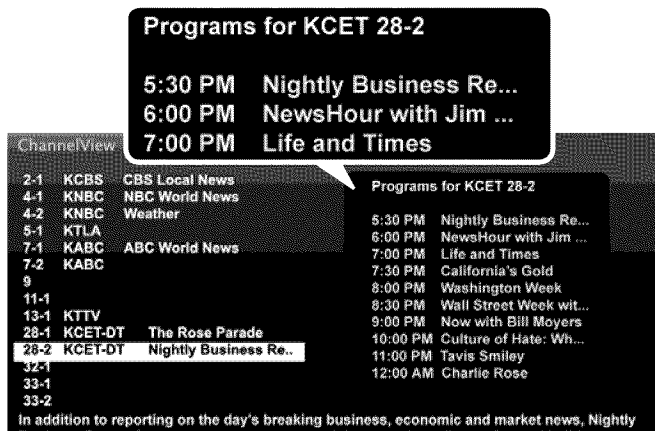 Programs for KCET 28-2
5:30 PM Nightly Business Re...
6:00 PM NewsHour with Jim ...
7:00 PM Life and Times
ChannelView
2-1 KCBS CBS Local News
4-1 KNBC NBC World News
4-2 KNBC Weather
5-1 KTLA
7-1 KABC ABC World News
7-2 KABC
9
11-1
13-1 KTTV
28-1 KCET-DT The Rose Parade
28-2 KCET-DT Nightly Business Re..
32-1
33-1
33-2
Programs for KCET 28-2
5:30 PM Nightly Business Re...
6:00 PM NewsHour with Jim ...
7:00 PM Life and Times
7:30 PM California's Gold
8:00 PM Washington Week
8:30 PM Wall Street Week wit...
9:00 PM Now with Bill Moyers
10:00 PM Culture of Hate: Wh...
11:00 PM Tavis Smiley
12:00 AM Charlie Rose
In addition to reporting on the day's breaking business, economic and market news, Nightly